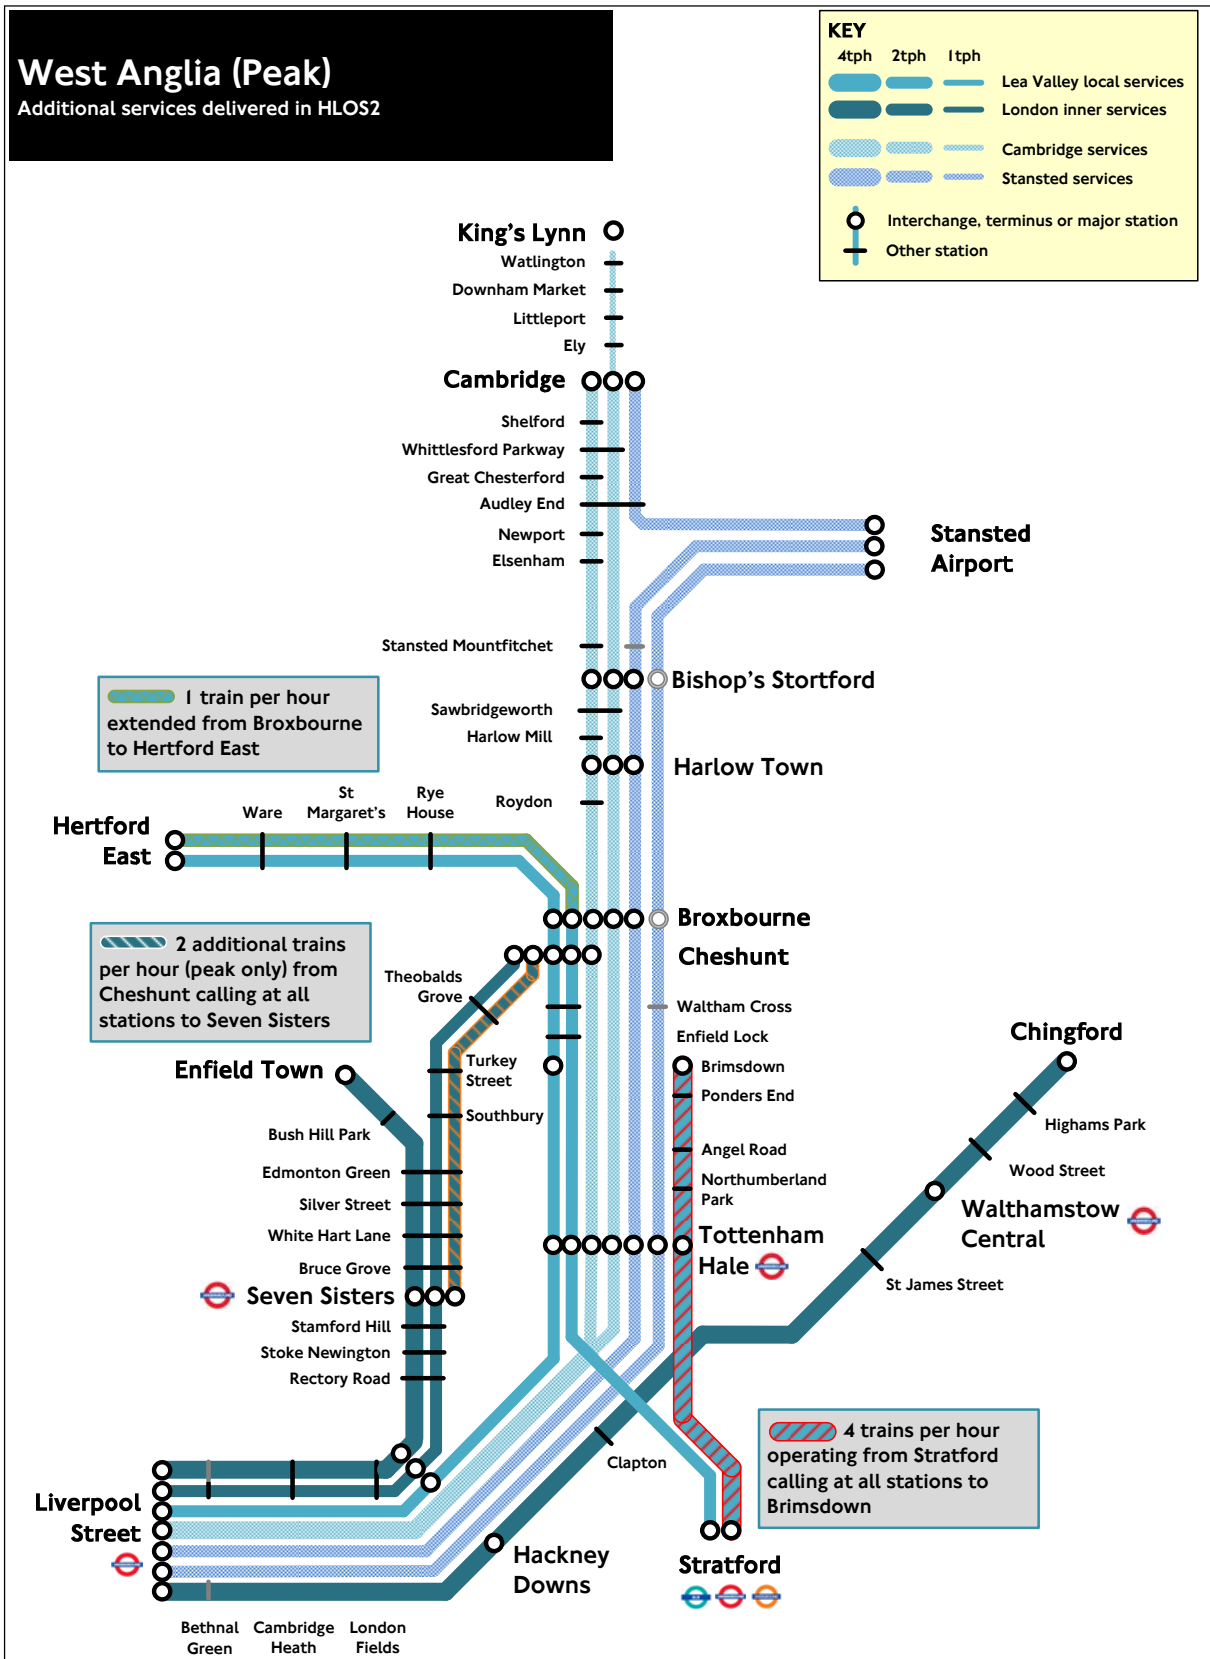 West Anglia (Peak)
Additional services delivered in HLOS2
KEY
4tph 2tph 1tph
Lea Valley local services
London inner services
Cambridge services
Stansted services
Interchange, terminus or major station
Other station
King's Lynn
Watlington
Downham Market
Littleport
Ely
Cambridge
Shelford
Whittlesford Parkway
Great Chesterford
Audley End
Newport
Elsenham
Stansted
Airport
Stansted Mountfitchet
Bishop's Stortford
1 train per hour
extended from Broxbourne
to Hertford East
Sawbridgeworth
Harlow Mill
Harlow Town
Roydon
Hertford
East
Ware
St
Margaret's
Rye
House
Broxbourne
Cheshunt
2 additional trains
per hour (peak only) from
Cheshunt calling at all
stations to Seven Sisters
Theobalds
Grove
Waltham Cross
Enfield Lock
Enfield Town
Turkey
Street
Brimsdown
Chingford
Ponders End
Southbury
Bush Hill Park
Highams Park
Angel Road
Edmonton Green
Wood Street
Northumberland
Park
Silver Street
Walthamstow
Central
White Hart Lane
Tottenham
Hale
Bruce Grove
St James Street
Seven Sisters
Stamford Hill
Stoke Newington
Rectory Road
4 trains per hour
operating from Stratford
calling at all stations to
Brimsdown
Clapton
Liverpool
Street
Hackney
Downs
Stratford
Bethnal
Green
Cambridge
Heath
London
Fields